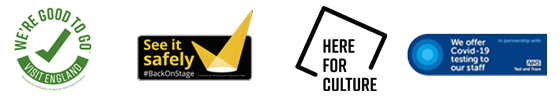 WE'RE GOOD TO GO
VISIT ENGLAND
See it
safely
#BackOnStage
HERE
FOR
CULTURE
We offer
Covid-19
testing to
our staff
In partnership with
NHS
Test and Trace